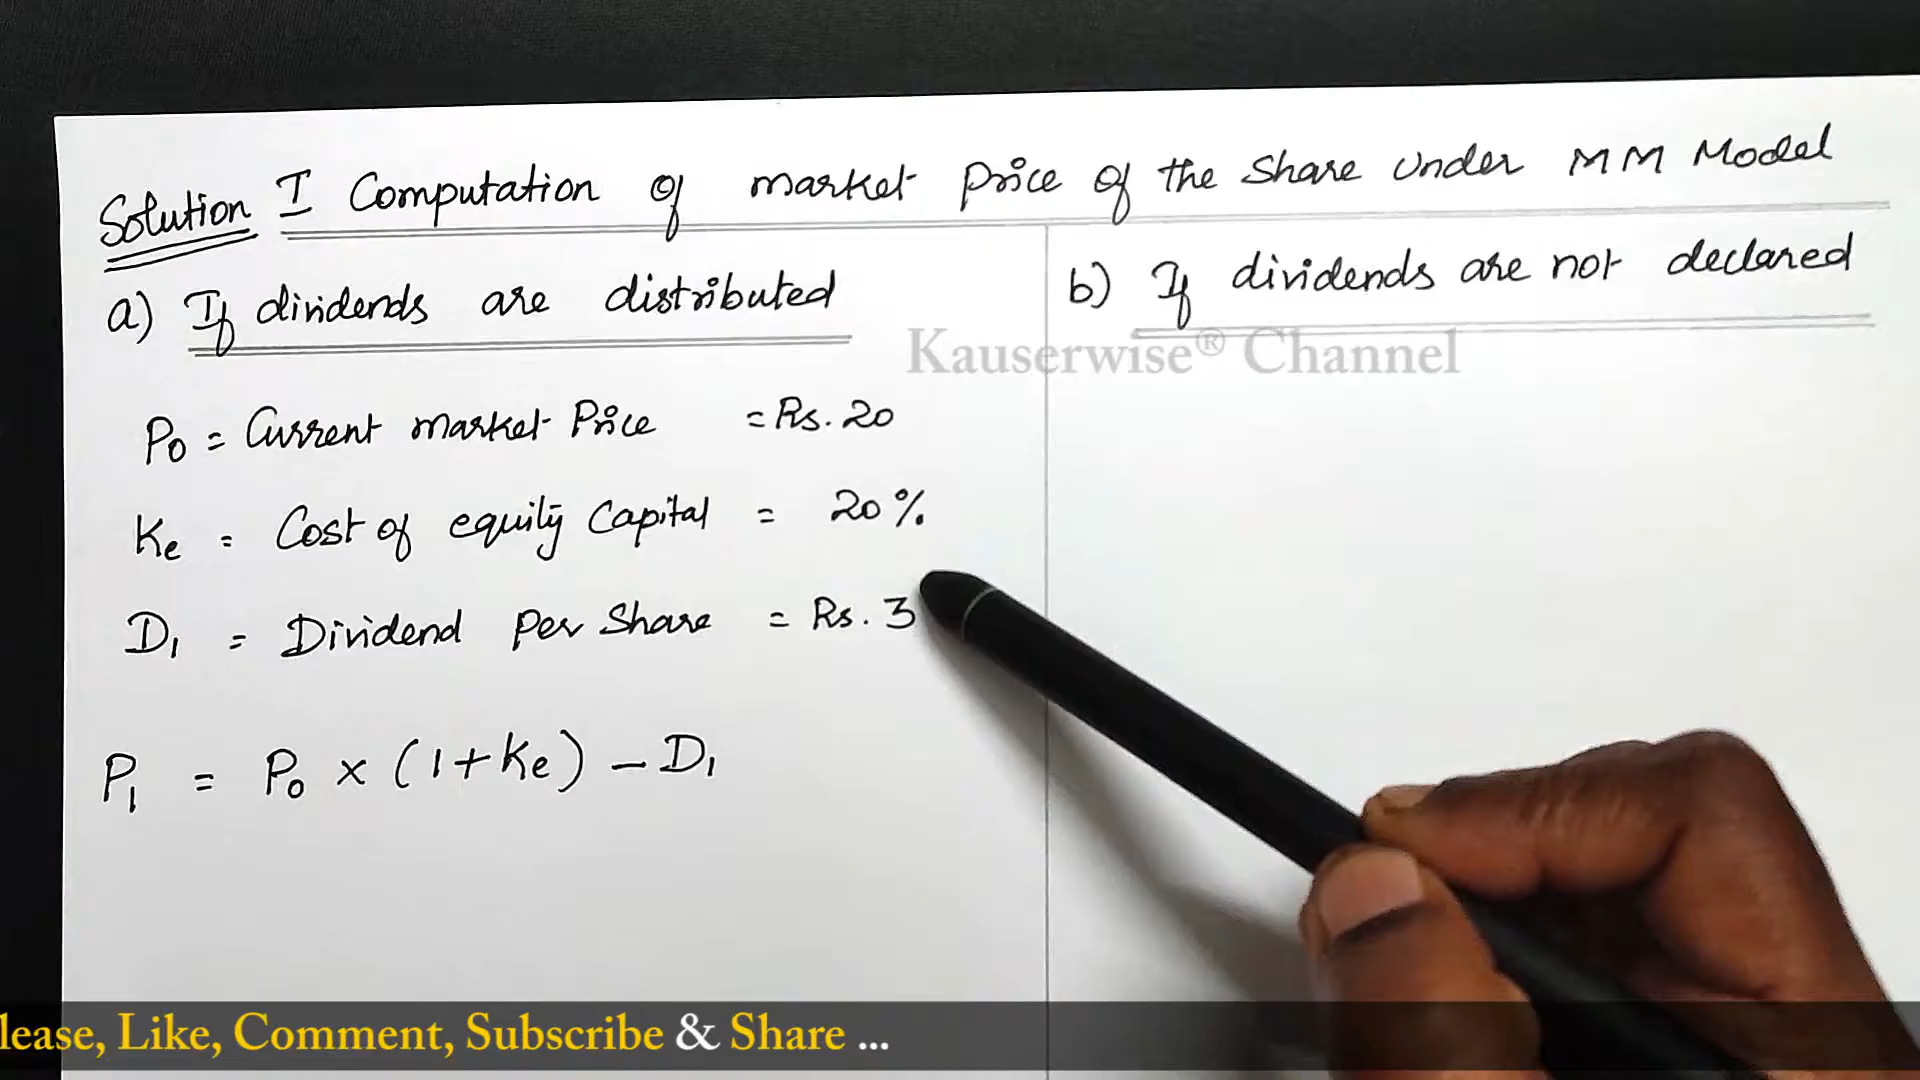 Solution I Computation of market Price of the Share under MM Model
a) If dividends are distributed
b) If dividends are not declared
Kauserwise® Channel
P0 = Current market Price = Rs. 20
Ke = Cost of equity Capital = 20%
D1 = Dividend Per Share = Rs. 3
P1 = P0 × (1+Ke) – D1
lease, Like, Comment, Subscribe & Share ...